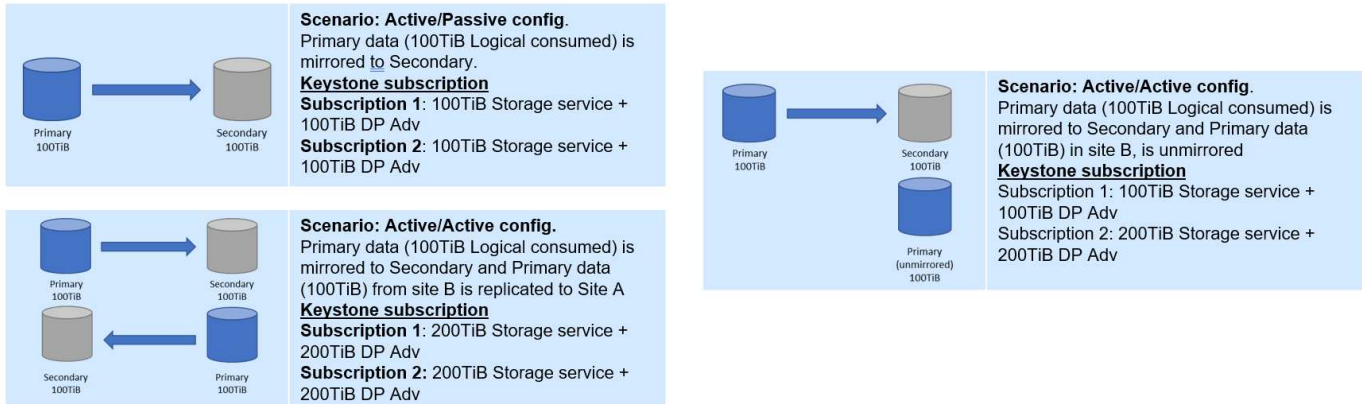 Primary
100TiB
Secondary
100TiB
Scenario: Active/Passive config.
Primary data (100TiB Logical consumed) is
mirrored to Secondary.
Keystone subscription
Subscription 1: 100TiB Storage service +
100TiB DP Adv
Subscription 2: 100TiB Storage service +
100TiB DP Adv
Primary
100TiB
Secondary
100TiB
Secondary
100TiB
Primary
100TiB
Scenario: Active/Active config.
Primary data (100TiB Logical consumed) is
mirrored to Secondary and Primary data
(100TiB) from site B is replicated to Site A
Keystone subscription
Subscription 1: 200TiB Storage service +
200TiB DP Adv
Subscription 2: 200TiB Storage service +
200TiB DP Adv
Primary
100TiB
Secondary
100TiB
Primary
(unmirrored)
100TiB
Scenario: Active/Active config.
Primary data (100TiB Logical consumed) is
mirrored to Secondary and Primary data
(100TiB) in site B, is unmirrored
Keystone subscription
Subscription 1: 100TiB Storage service +
100TiB DP Adv
Subscription 2: 200TiB Storage service +
200TiB DP Adv